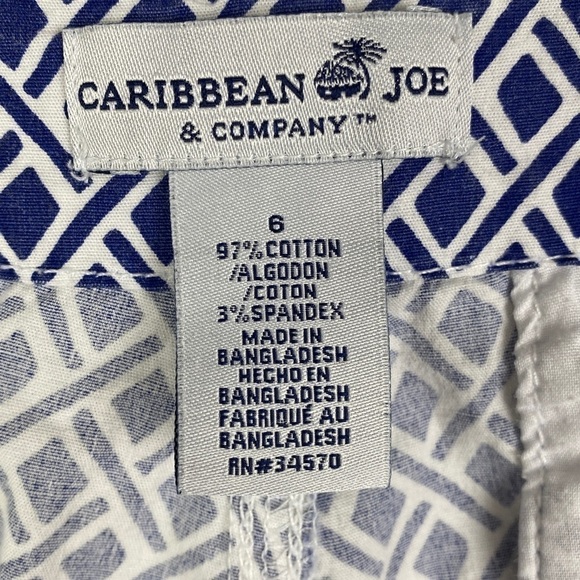 CARIBBEAN JOE
& COMPANY™
6
97% COTTON
/ALGODON
/COTON
3% SPANDEX
MADE IN
BANGLADESH
HECHO EN
BANGLADESH
FABRIQUÉ AU
BANGLADESH
RN#34570